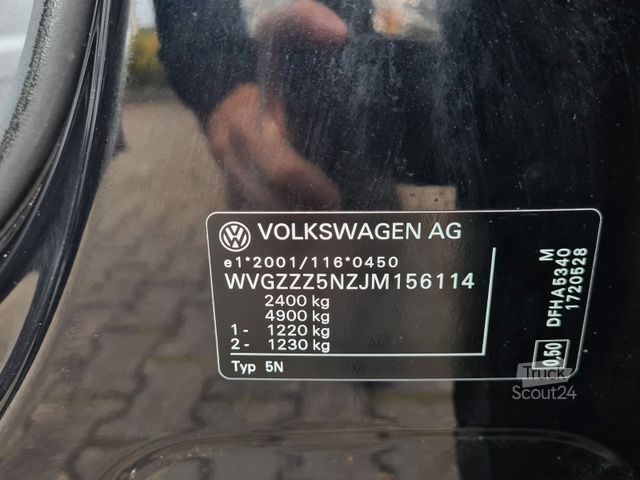 VOLKSWAGEN AG
e1*2001/116*0450
WVGZZZ5NZJM156114
2400 kg
4900 kg
1- 1220 kg
2- 1230 kg
Typ 5N
M
DFHA5340
1720528
0,50
Truck
Scout24